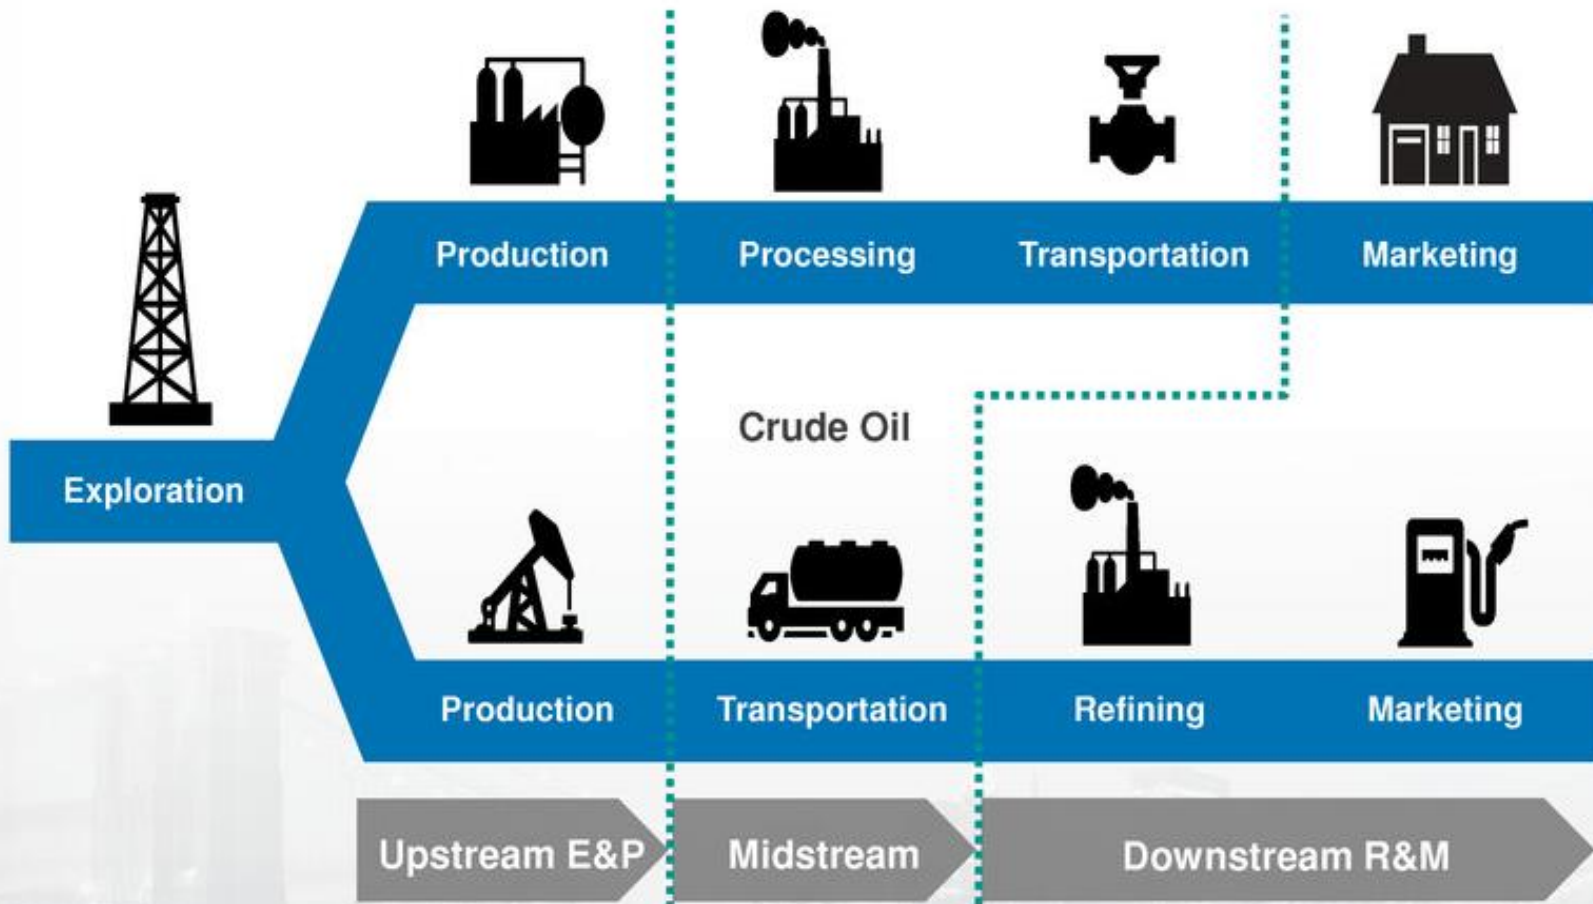 Production
Processing
Transportation
Marketing
Crude Oil
Exploration
Production
Transportation
Refining
Marketing
Upstream E&P
Midstream
Downstream R&M